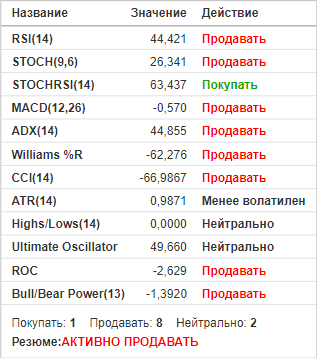 Название Значение Действие
RSI(14) 44,421 Продавать
STOCH(9,6) 26,341 Продавать
STOCHRSI(14) 63,437 Покупать
MACD(12,26) -0,570 Продавать
ADX(14) 44,855 Продавать
Williams %R -62,276 Продавать
CCI(14) -66,9867 Продавать
ATR(14) 0,9871 Менее волатилен
Highs/Lows(14) 0,0000 Нейтрально
Ultimate Oscillator 49,660 Нейтрально
ROC -2,629 Продавать
Bull/Bear Power(13) -1,3920 Продавать
Покупать: 1 Продавать: 8 Нейтрально: 2
Резюме:АКТИВНО ПРОДАВАТЬ